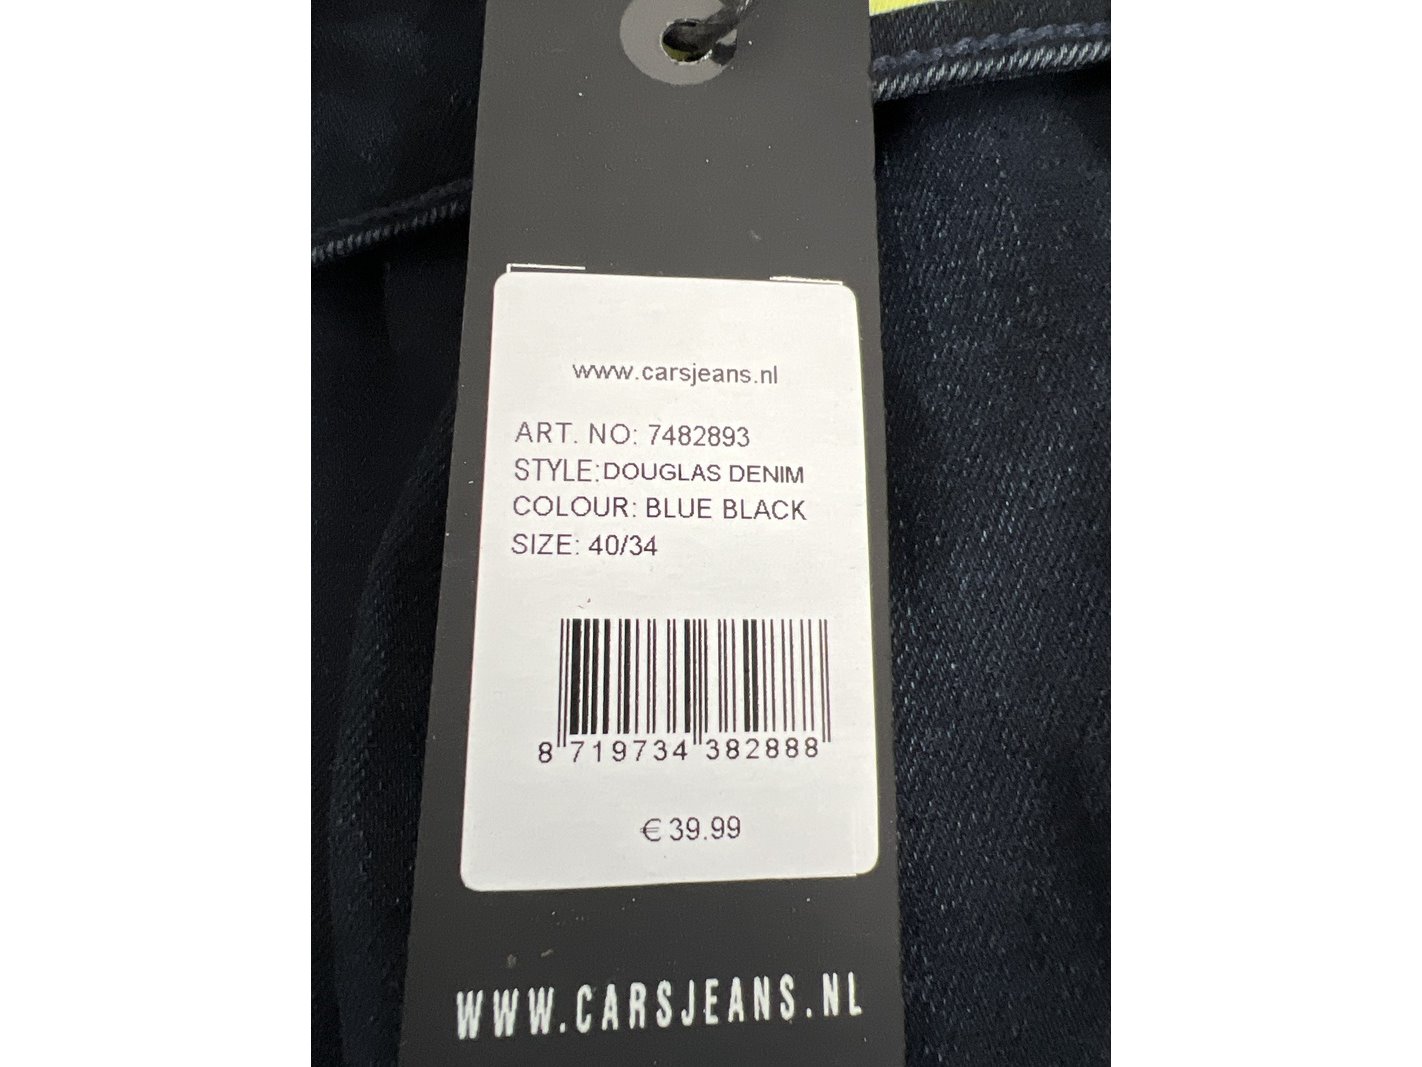 www.carsjeans.nl
ART. NO: 7482893
STYLE:DOUGLAS DENIM
COLOUR: BLUE BLACK
SIZE: 40/34
8 719734 382888
€ 39.99
WWW.CARSJEANS.NL